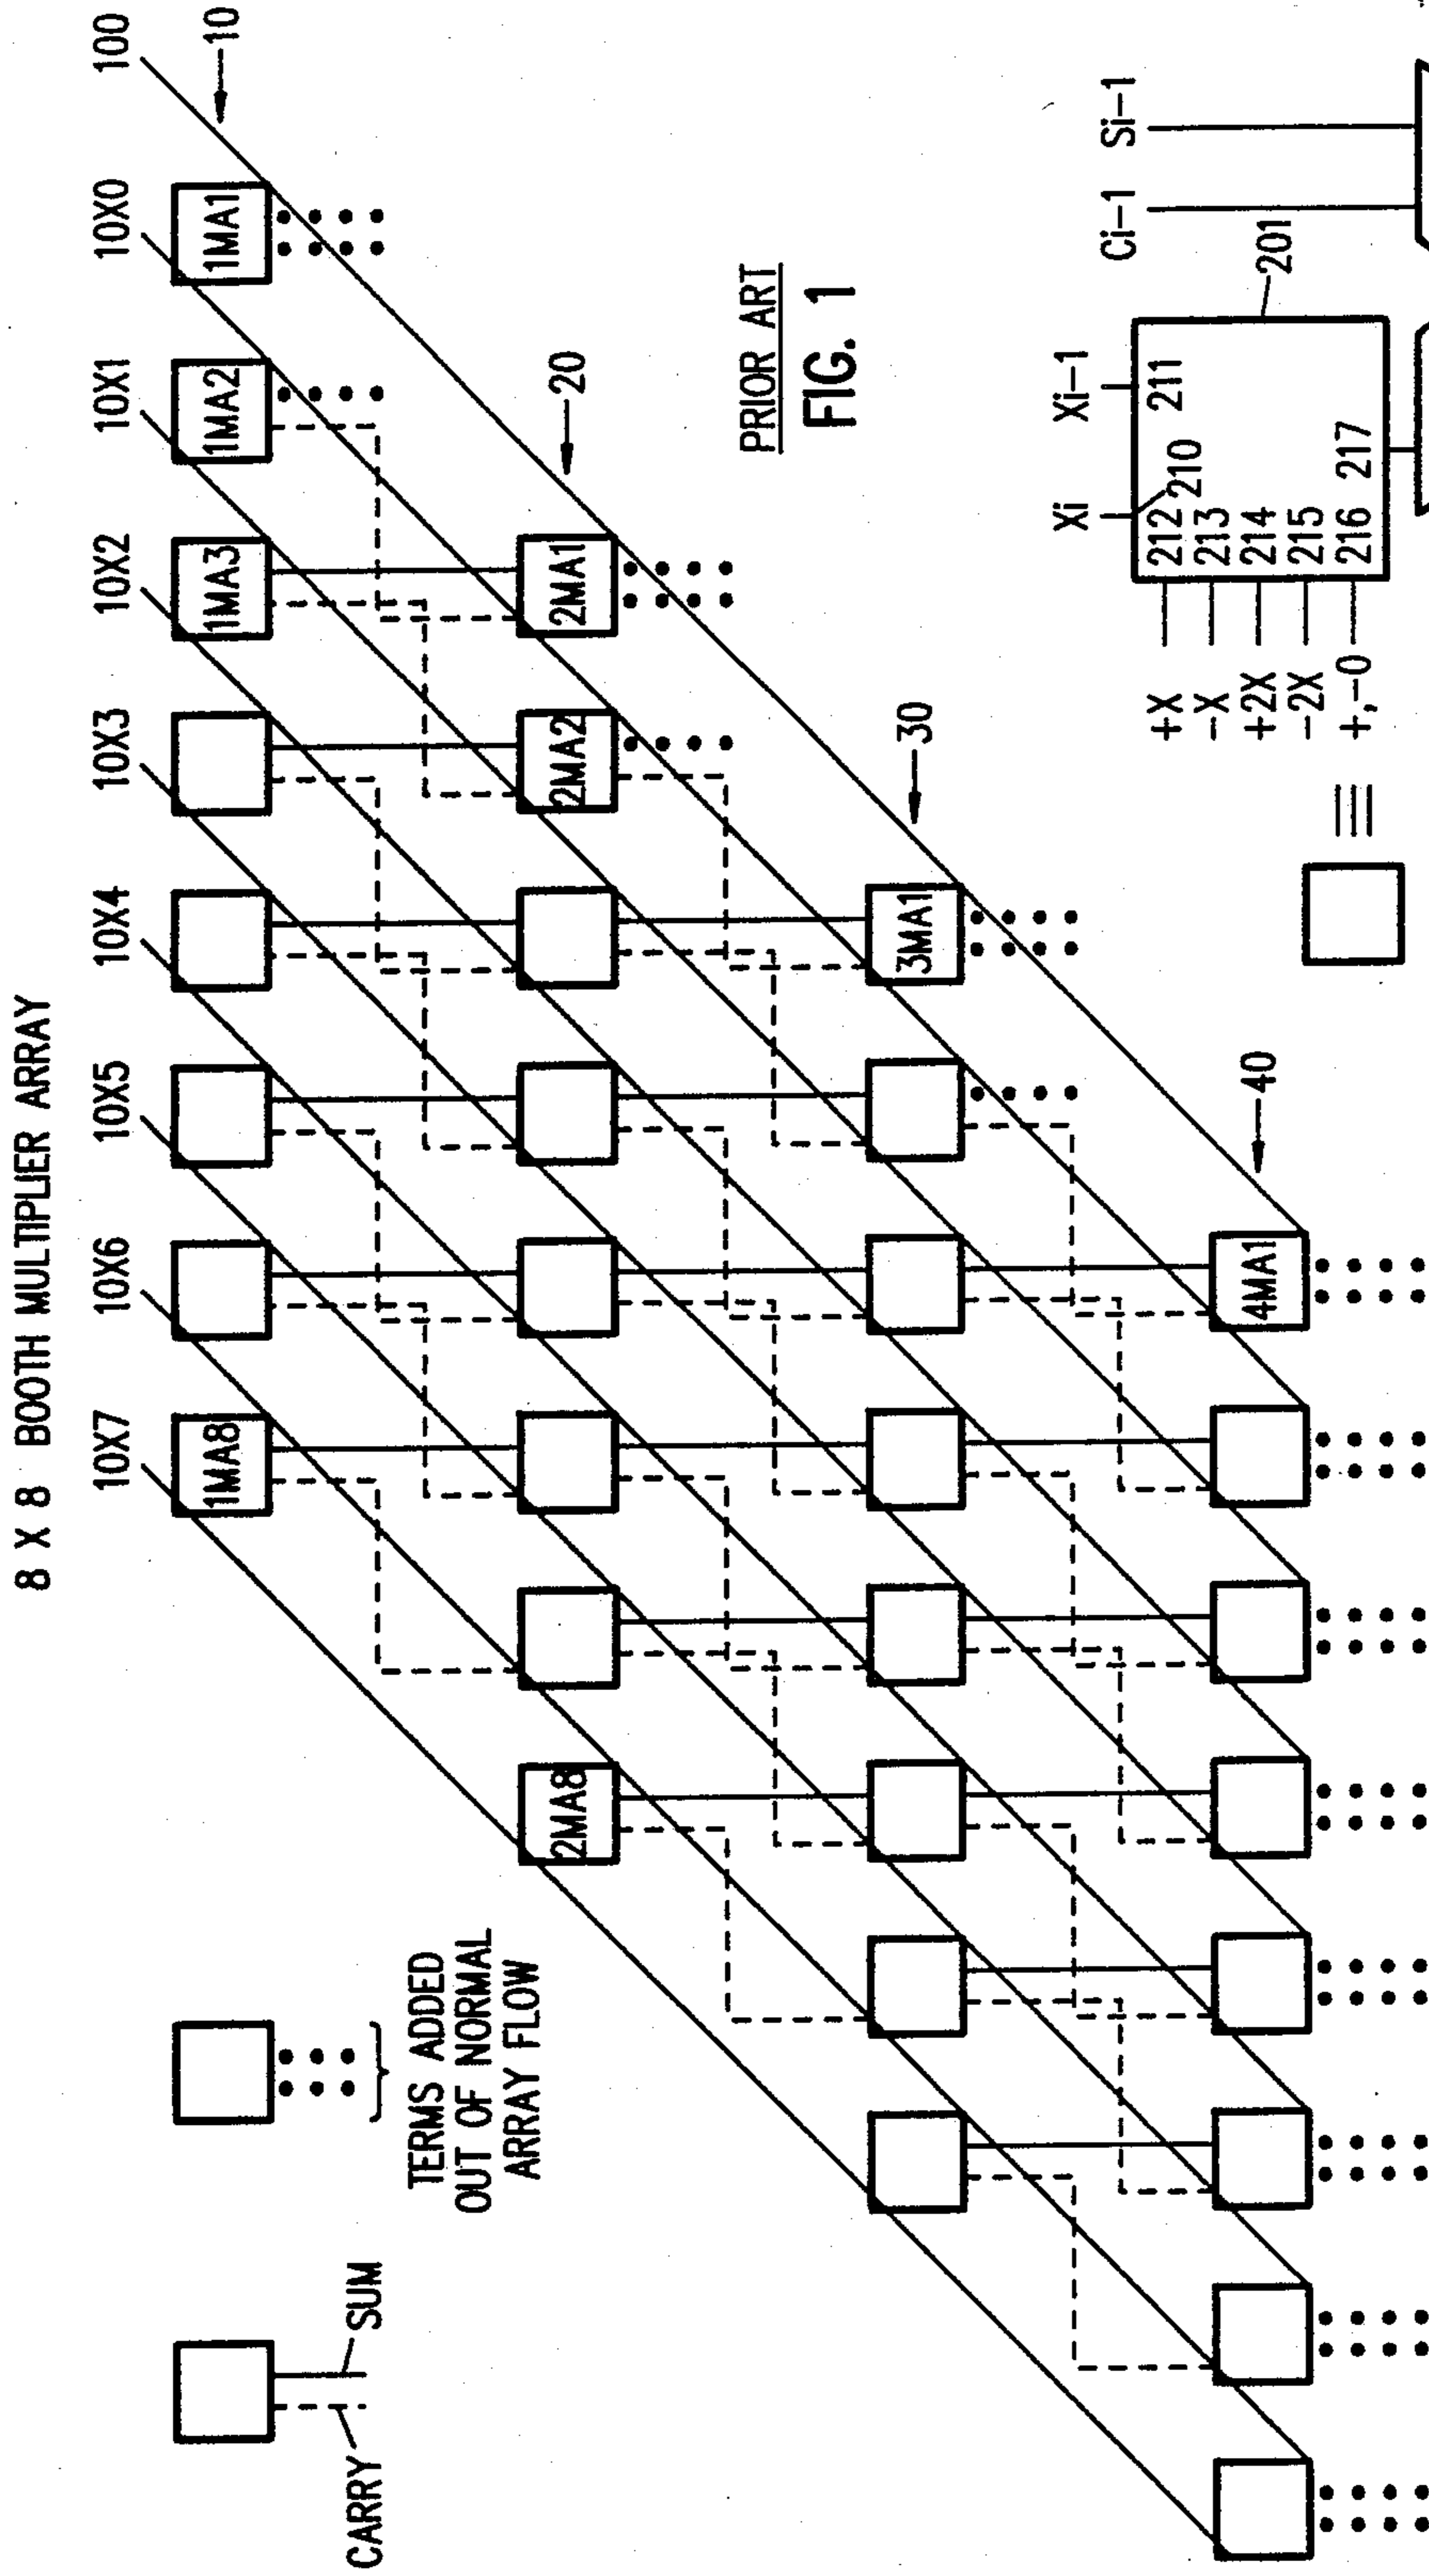 8 X 8 BOOTH MULTIPLIER ARRAY
10X7 10X6 10X5 10X4 10X3 10X2 10X1 10X0 100
10
1MA8 1MA3 1MA2 1MA1
CARRY
SUM
TERMS ADDED
OUT OF NORMAL
ARRAY FLOW
20
2MA8 2MA2 2MA1
30
3MA1
40
4MA1
PRIOR ART
FIG. 1
Xi Xi-1 Ci-1 Si-1
+X 212 210 211 201
-X 213
+2X 214
-2X 215
+,-0 216 217
≡